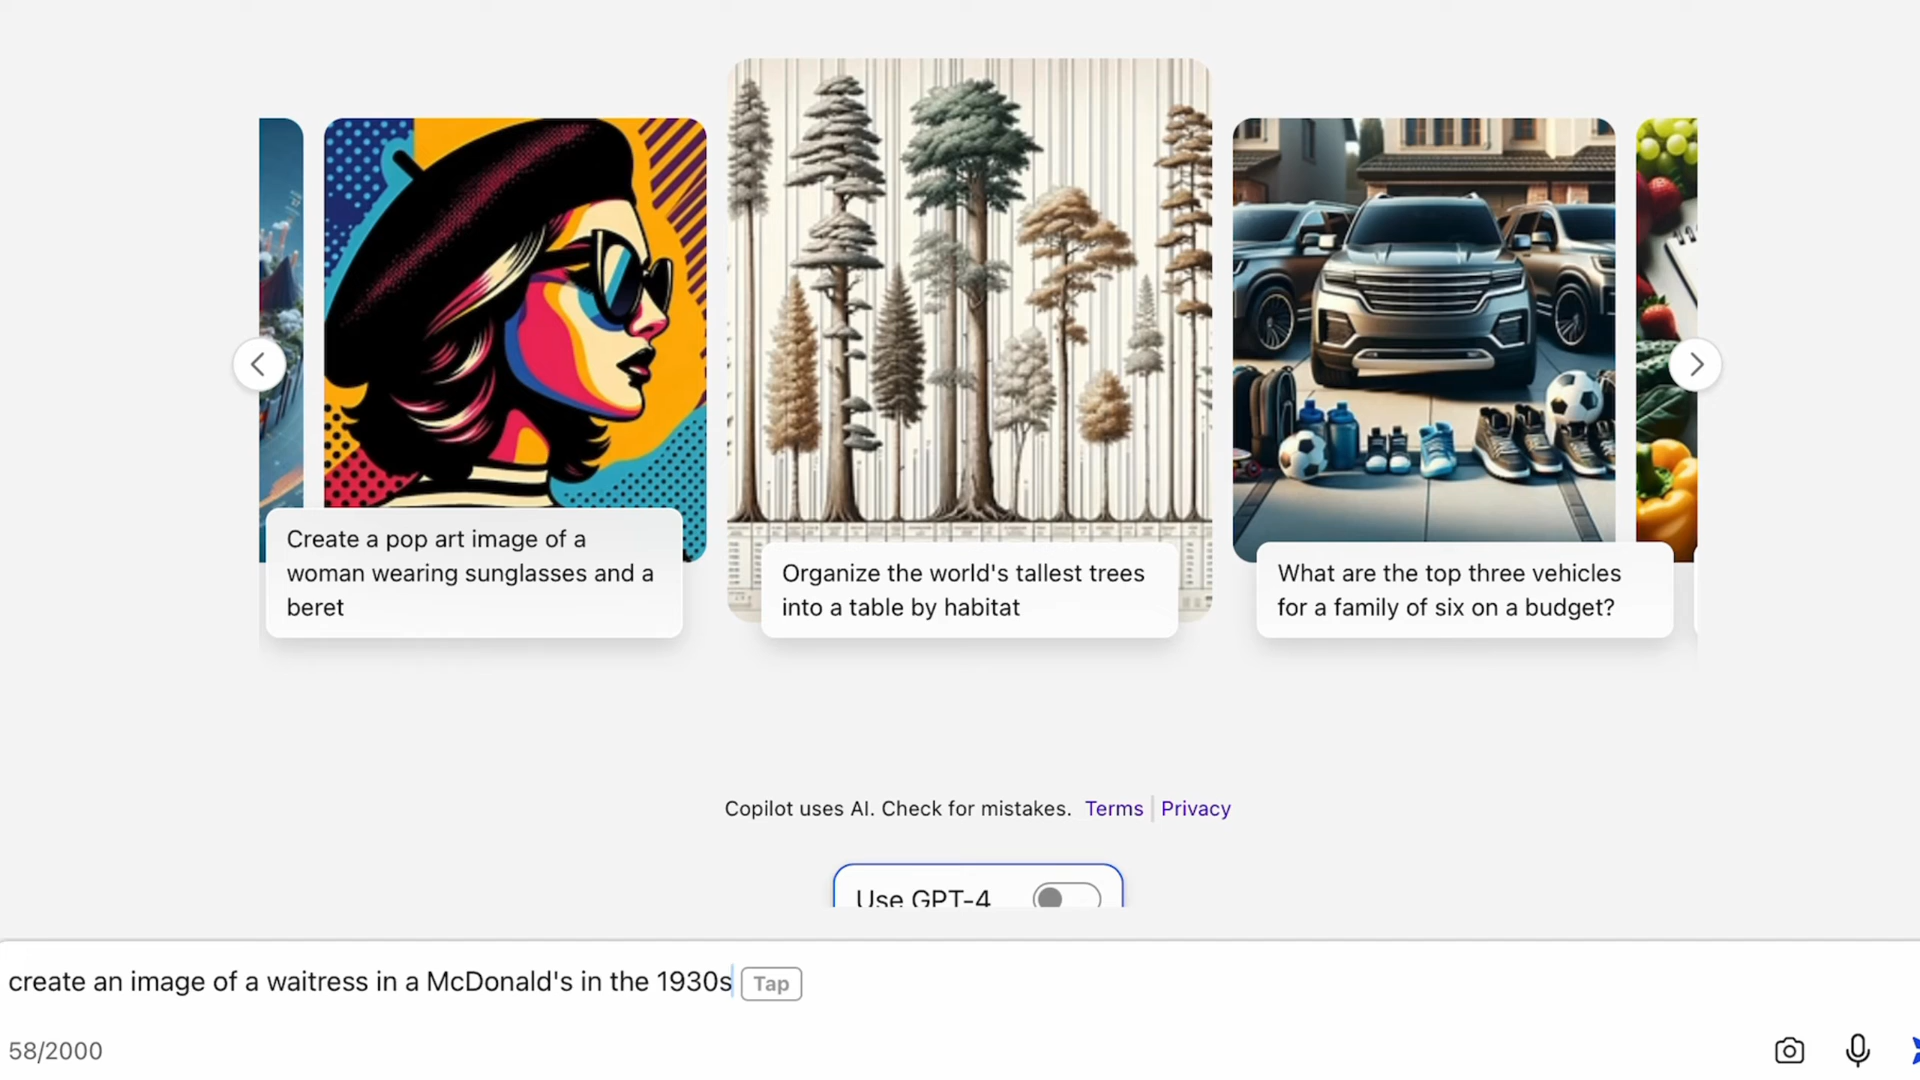 Create a pop art image of a
woman wearing sunglasses and a
beret
Organize the world's tallest trees
into a table by habitat
What are the top three vehicles
for a family of six on a budget?
Copilot uses AI. Check for mistakes. Terms | Privacy
Use GPT-4
create an image of a waitress in a McDonald's in the 1930s Tap
58/2000